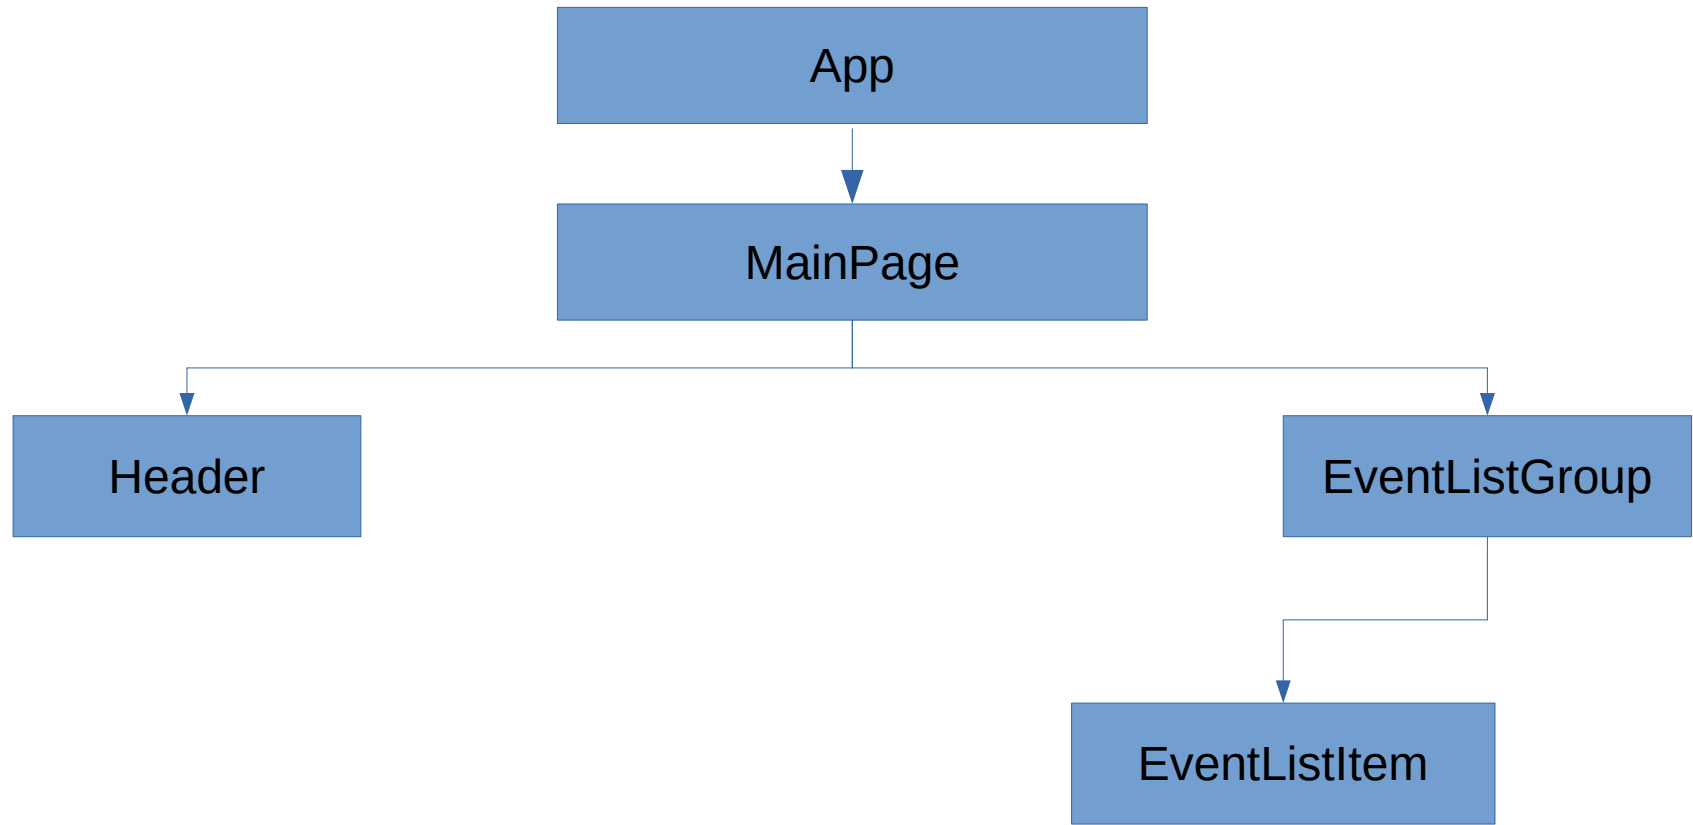 App
MainPage
Header
EventListGroup
EventListItem